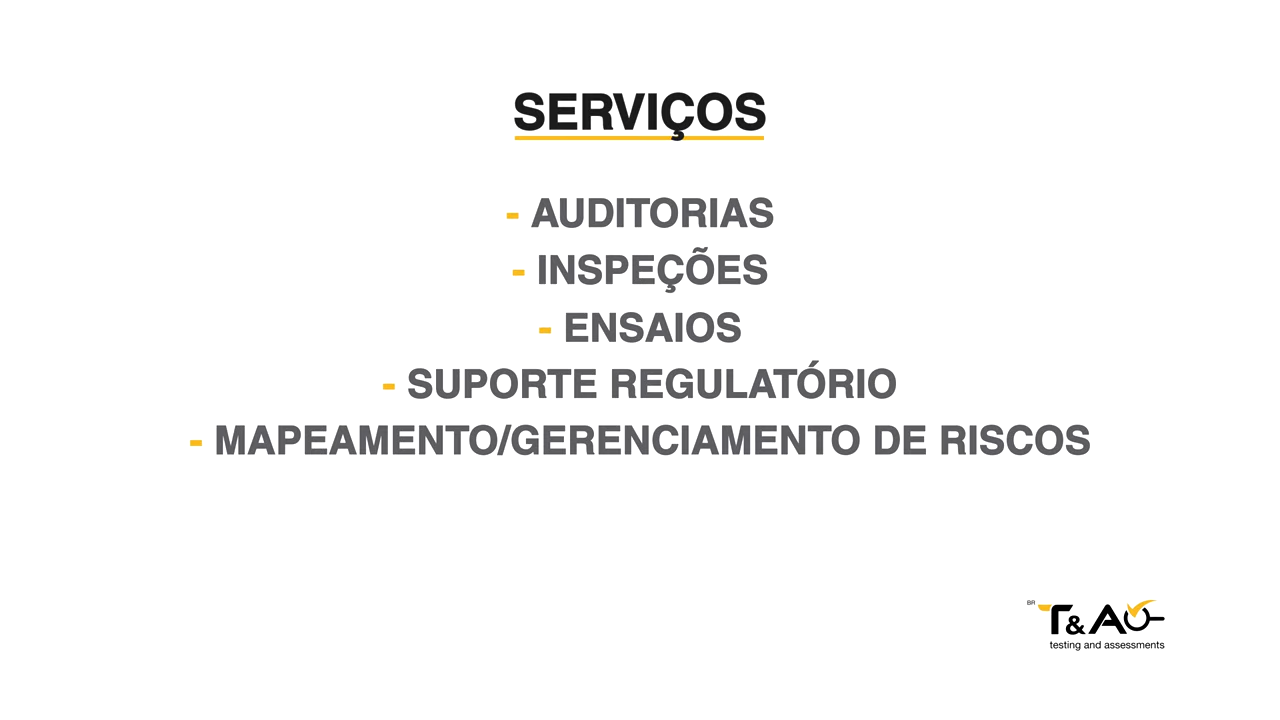 SERVIÇOS
- AUDITORIAS
- INSPEÇÕES
- ENSAIOS
- SUPORTE REGULATÓRIO
- MAPEAMENTO/GERENCIAMENTO DE RISCOS
BR T&A
testing and assessments